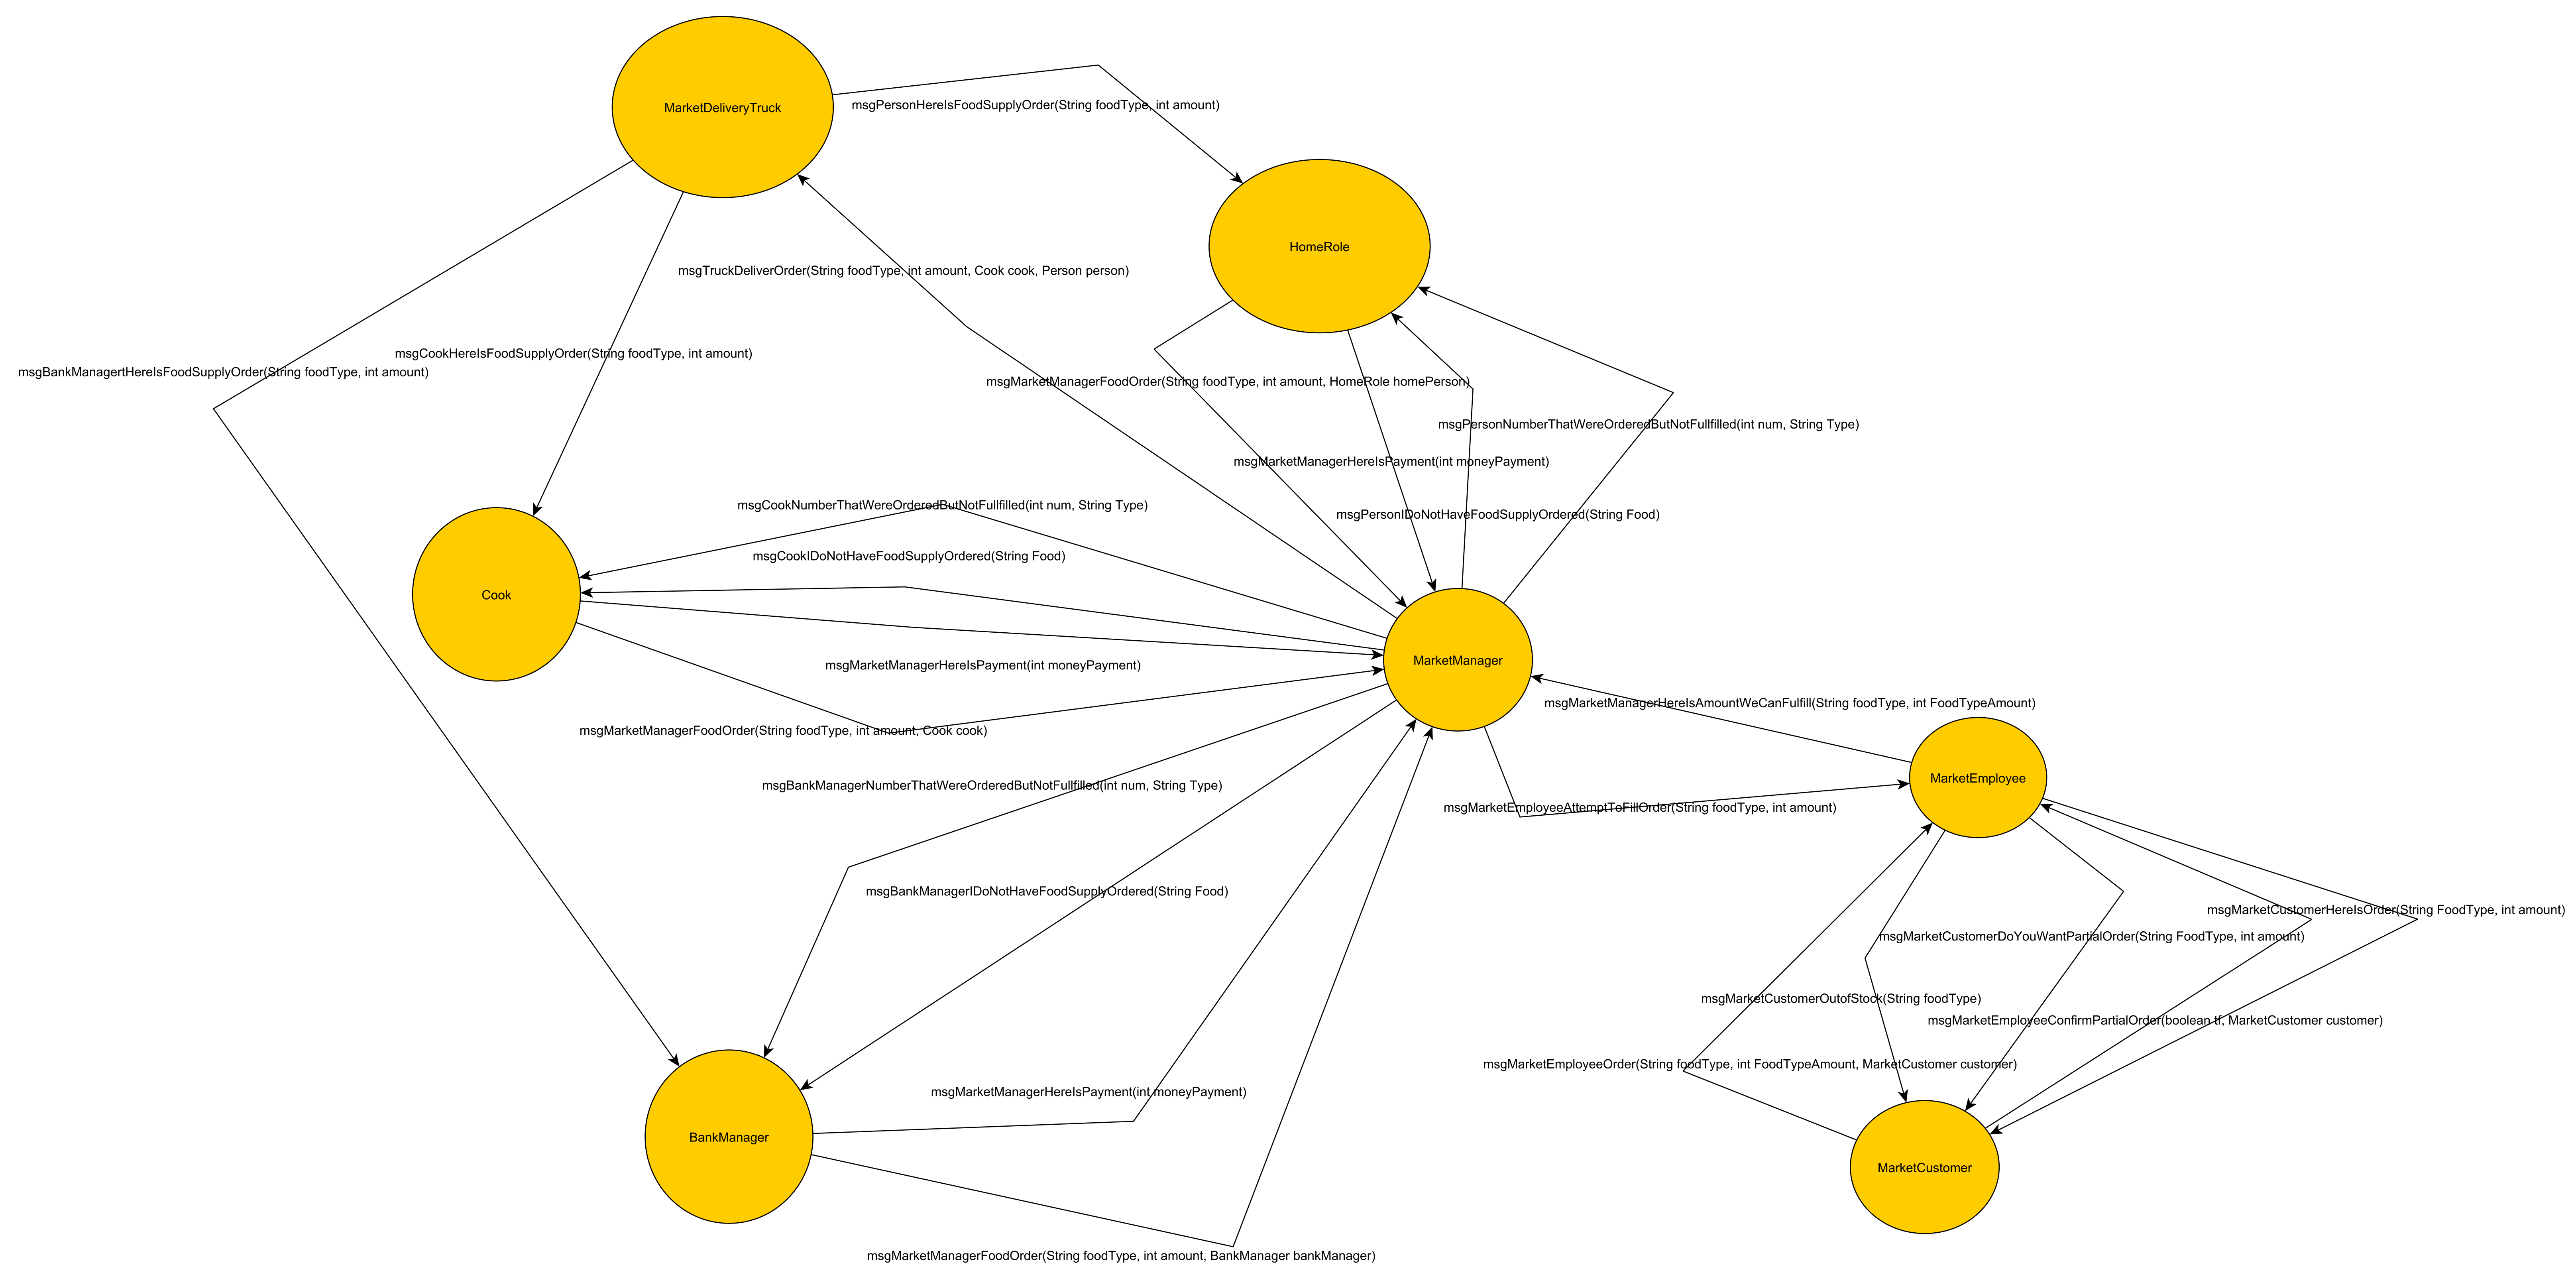 MarketDeliveryTruck
msgPersonHereIsFoodSupplyOrder(String foodType, int amount)
HomeRole
msgTruckDeliverOrder(String foodType, int amount, Cook cook, Person person)
msgCookHereIsFoodSupplyOrder(String foodType, int amount)
msgBankManagertHereIsFoodSupplyOrder(String foodType, int amount)
msgMarketManagerFoodOrder(String foodType, int amount, HomeRole homePerson)
msgPersonNumberThatWereOrderedButNotFullfilled(int num, String Type)
msgMarketManagerHereIsPayment(int moneyPayment)
msgCookNumberThatWereOrderedButNotFullfilled(int num, String Type)
msgPersonIDoNotHaveFoodSupplyOrdered(String Food)
msgCookIDoNotHaveFoodSupplyOrdered(String Food)
Cook
MarketManager
msgMarketManagerHereIsPayment(int moneyPayment)
msgMarketManagerHereIsAmountWeCanFulfill(String foodType, int FoodTypeAmount)
msgMarketManagerFoodOrder(String foodType, int amount, Cook cook)
MarketEmployee
msgBankManagerNumberThatWereOrderedButNotFullfilled(int num, String Type)
msgMarketEmployeeAttemptToFillOrder(String foodType, int amount)
msgBankManagerIDoNotHaveFoodSupplyOrdered(String Food)
msgMarketCustomerHereIsOrder(String FoodType, int amount)
msgMarketCustomerDoYouWantPartialOrder(String FoodType, int amount)
msgMarketCustomerOutofStock(String foodType)
msgMarketEmployeeConfirmPartialOrder(boolean tf, MarketCustomer customer)
msgMarketEmployeeOrder(String foodType, int FoodTypeAmount, MarketCustomer customer)
msgMarketManagerHereIsPayment(int moneyPayment)
BankManager
MarketCustomer
msgMarketManagerFoodOrder(String foodType, int amount, BankManager bankManager)